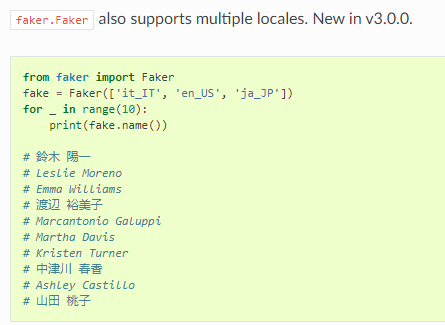 faker.Faker also supports multiple locales. New in v3.0.0.
from faker import Faker
fake = Faker(['it_IT', 'en_US', 'ja_JP'])
for _ in range(10):
    print(fake.name())
# 鈴木 陽一
# Leslie Moreno
# Emma Williams
# 渡辺 裕美子
# Marcantonio Galuppi
# Martha Davis
# Kristen Turner
# 中津川 春香
# Ashley Castillo
# 山田 桃子